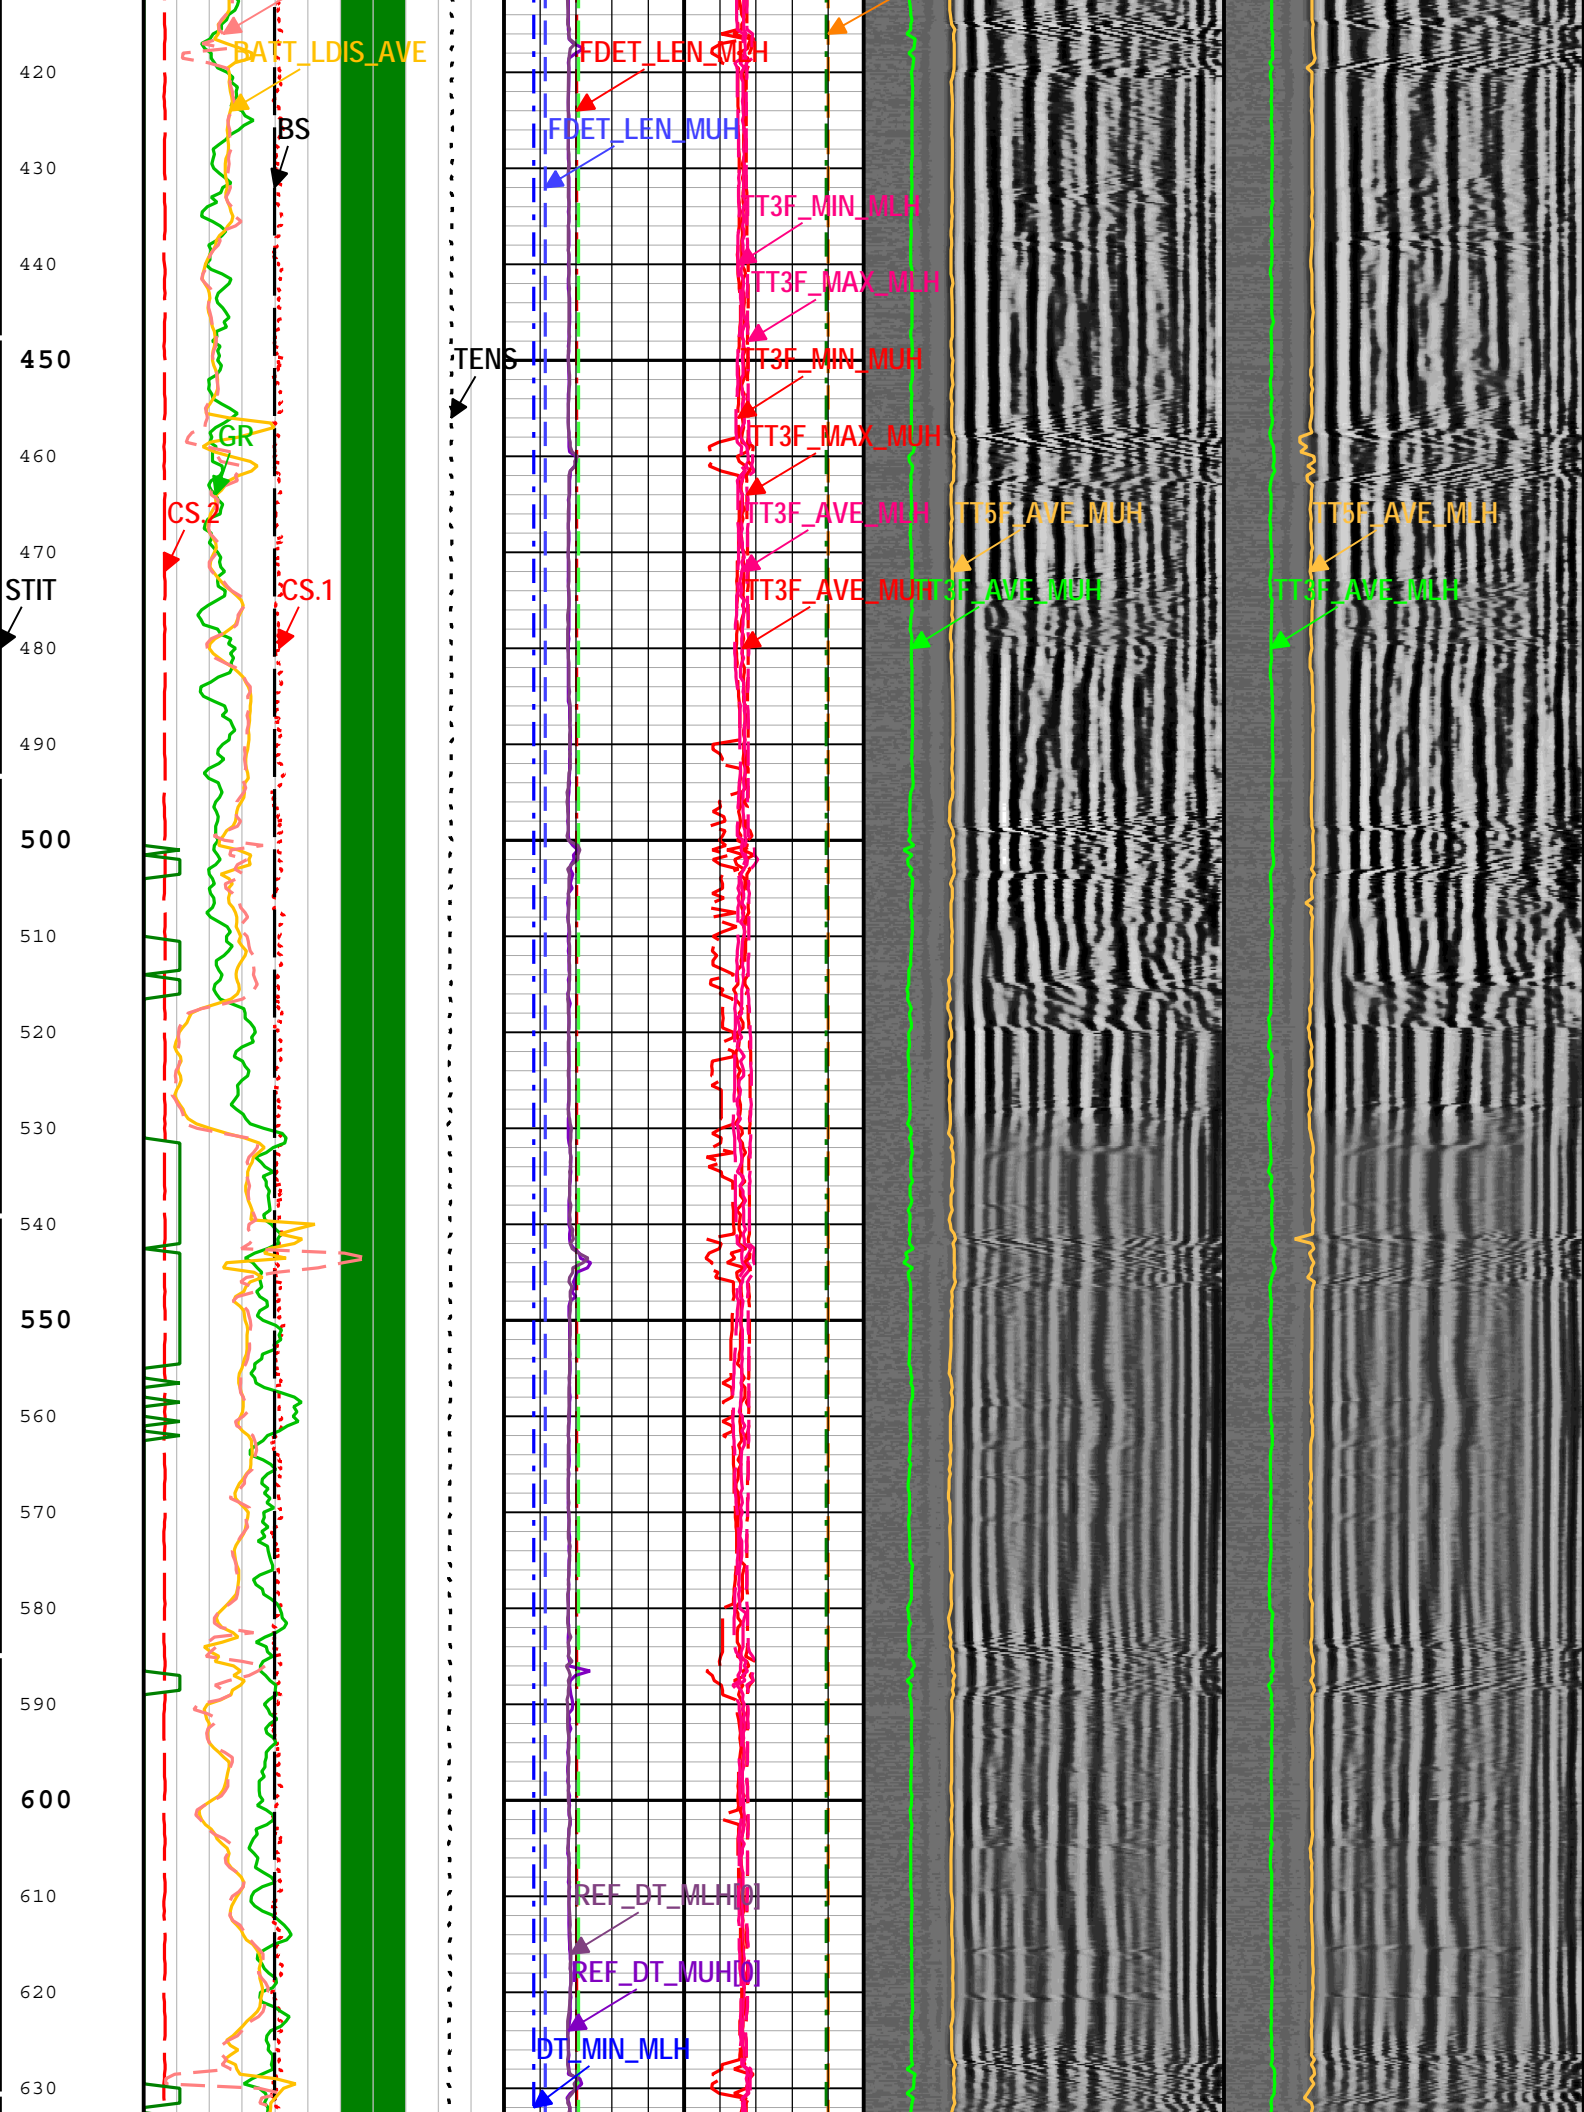 BATT_LDIS_AVE
FDET_LEN_MLH
420
BS
FDET_LEN_MUH
430
TT3F_MIN_MLH
440
TT3F_MAX_MLH
450
TENS
TT3F_MIN_MUH
GR
TT3F_MAX_MUH
460
CS.2
TT3F_AVE_MLH
TT5F_AVE_MUH
TT5F_AVE_MLH
470
STIT
CS.1
TT3F_AVE_MUH
TT3F_AVE_MUH
TT3F_AVE_MLH
480
490
500
510
520
530
540
550
560
570
580
590
600
610
REF_DT_MLH[0]
REF_DT_MUH[0]
620
DT_MIN_MLH
630